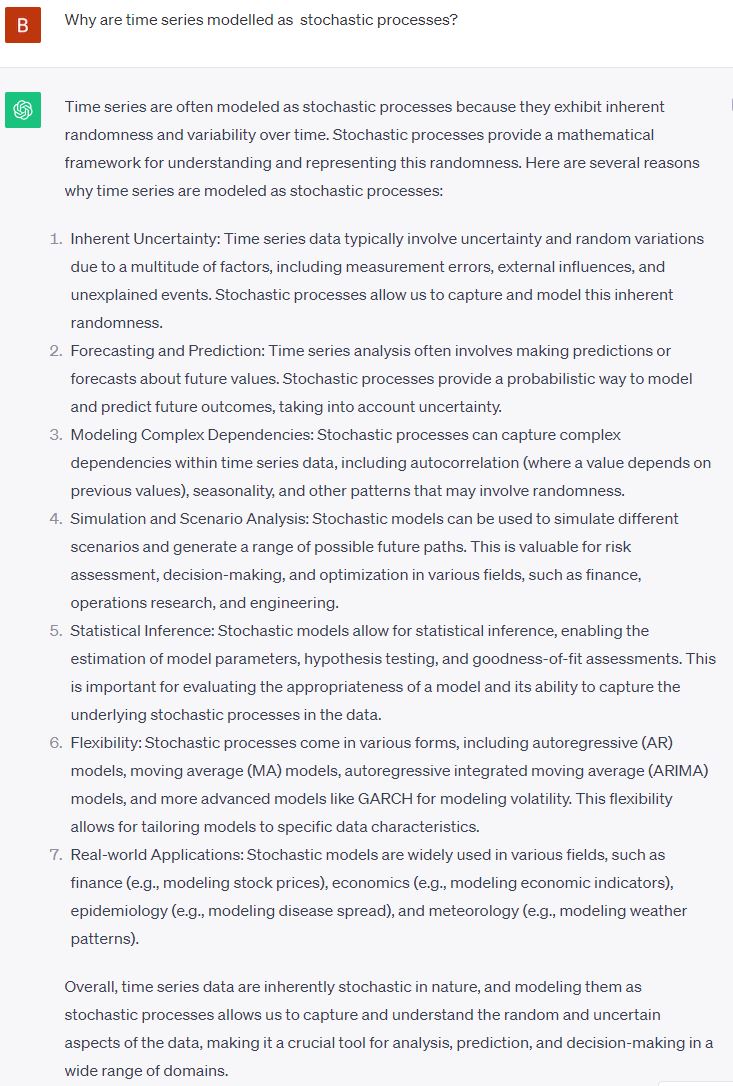 B
Why are time series modelled as stochastic processes?
Time series are often modeled as stochastic processes because they exhibit inherent
randomness and variability over time. Stochastic processes provide a mathematical
framework for understanding and representing this randomness. Here are several reasons
why time series are modeled as stochastic processes:
1. Inherent Uncertainty: Time series data typically involve uncertainty and random variations
due to a multitude of factors, including measurement errors, external influences, and
unexplained events. Stochastic processes allow us to capture and model this inherent
randomness.
2. Forecasting and Prediction: Time series analysis often involves making predictions or
forecasts about future values. Stochastic processes provide a probabilistic way to model
and predict future outcomes, taking into account uncertainty.
3. Modeling Complex Dependencies: Stochastic processes can capture complex
dependencies within time series data, including autocorrelation (where a value depends on
previous values), seasonality, and other patterns that may involve randomness.
4. Simulation and Scenario Analysis: Stochastic models can be used to simulate different
scenarios and generate a range of possible future paths. This is valuable for risk
assessment, decision-making, and optimization in various fields, such as finance,
operations research, and engineering.
5. Statistical Inference: Stochastic models allow for statistical inference, enabling the
estimation of model parameters, hypothesis testing, and goodness-of-fit assessments. This
is important for evaluating the appropriateness of a model and its ability to capture the
underlying stochastic processes in the data.
6. Flexibility: Stochastic processes come in various forms, including autoregressive (AR)
models, moving average (MA) models, autoregressive integrated moving average (ARIMA)
models, and more advanced models like GARCH for modeling volatility. This flexibility
allows for tailoring models to specific data characteristics.
7. Real-world Applications: Stochastic models are widely used in various fields, such as
finance (e.g., modeling stock prices), economics (e.g., modeling economic indicators),
epidemiology (e.g., modeling disease spread), and meteorology (e.g., modeling weather
patterns).
Overall, time series data are inherently stochastic in nature, and modeling them as
stochastic processes allows us to capture and understand the random and uncertain
aspects of the data, making it a crucial tool for analysis, prediction, and decision-making in a
wide range of domains.